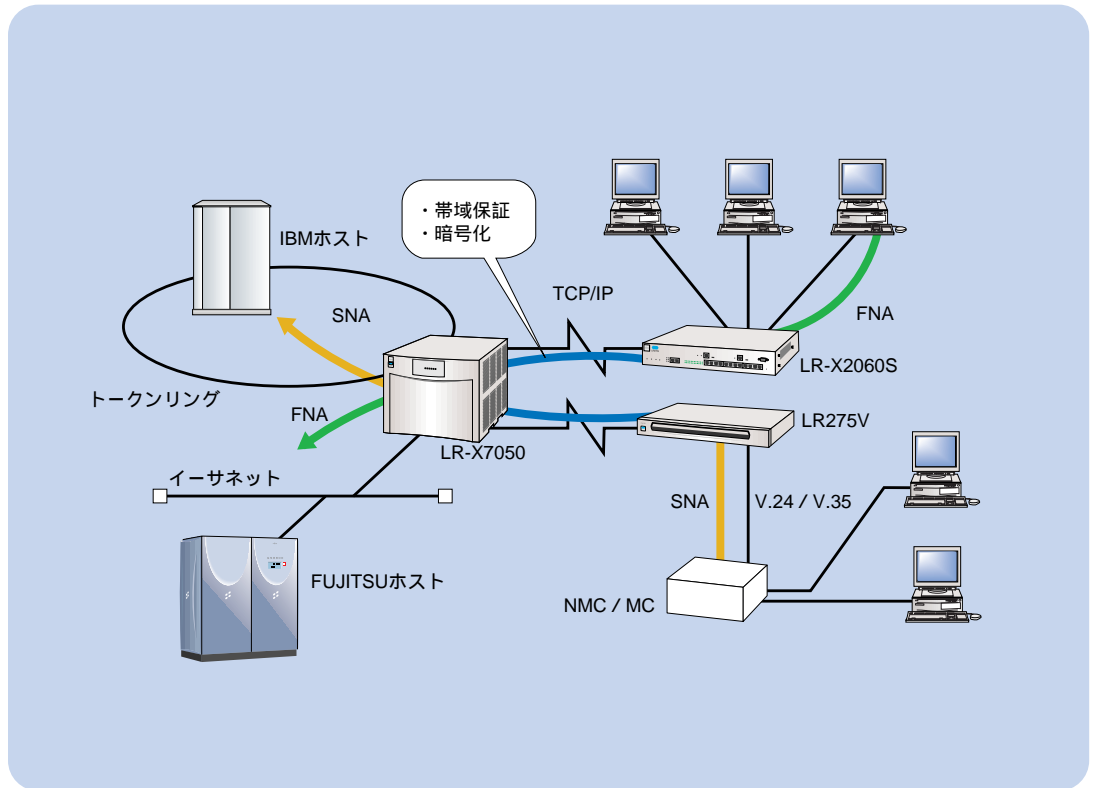 ・帯域保証
・暗号化
IBMホスト
TCP/IP
SNA
FNA
LR-X2060S
トークンリング
FNA
LR275V
LR-X7050
イーサネット
SNA
V.24 / V.35
FUJITSUホスト
NMC / MC